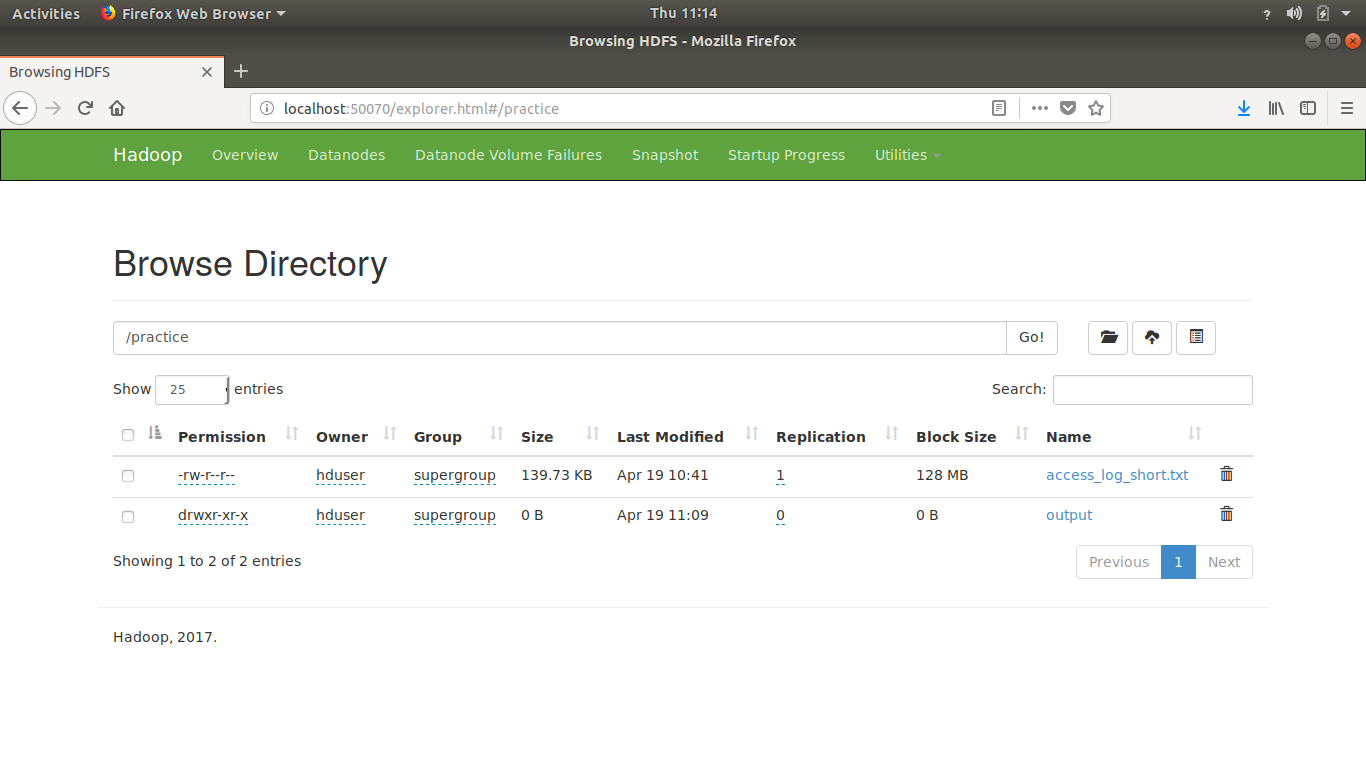 Activities Firefox Web Browser Thu 11:14 ?
Browsing HDFS - Mozilla Firefox
Browsing HDFS
localhost:50070/explorer.html#/practice
Hadoop Overview Datanodes Datanode Volume Failures Snapshot Startup Progress Utilities
Browse Directory
/practice Go!
Show 25 entries Search:
Permission Owner Group Size Last Modified Replication Block Size Name
-rw-r--r-- hduser supergroup 139.73 KB Apr 19 10:41 1 128 MB access_log_short.txt
drwxr-xr-x hduser supergroup 0 B Apr 19 11:09 0 0 B output
Showing 1 to 2 of 2 entries Previous 1 Next
Hadoop, 2017.